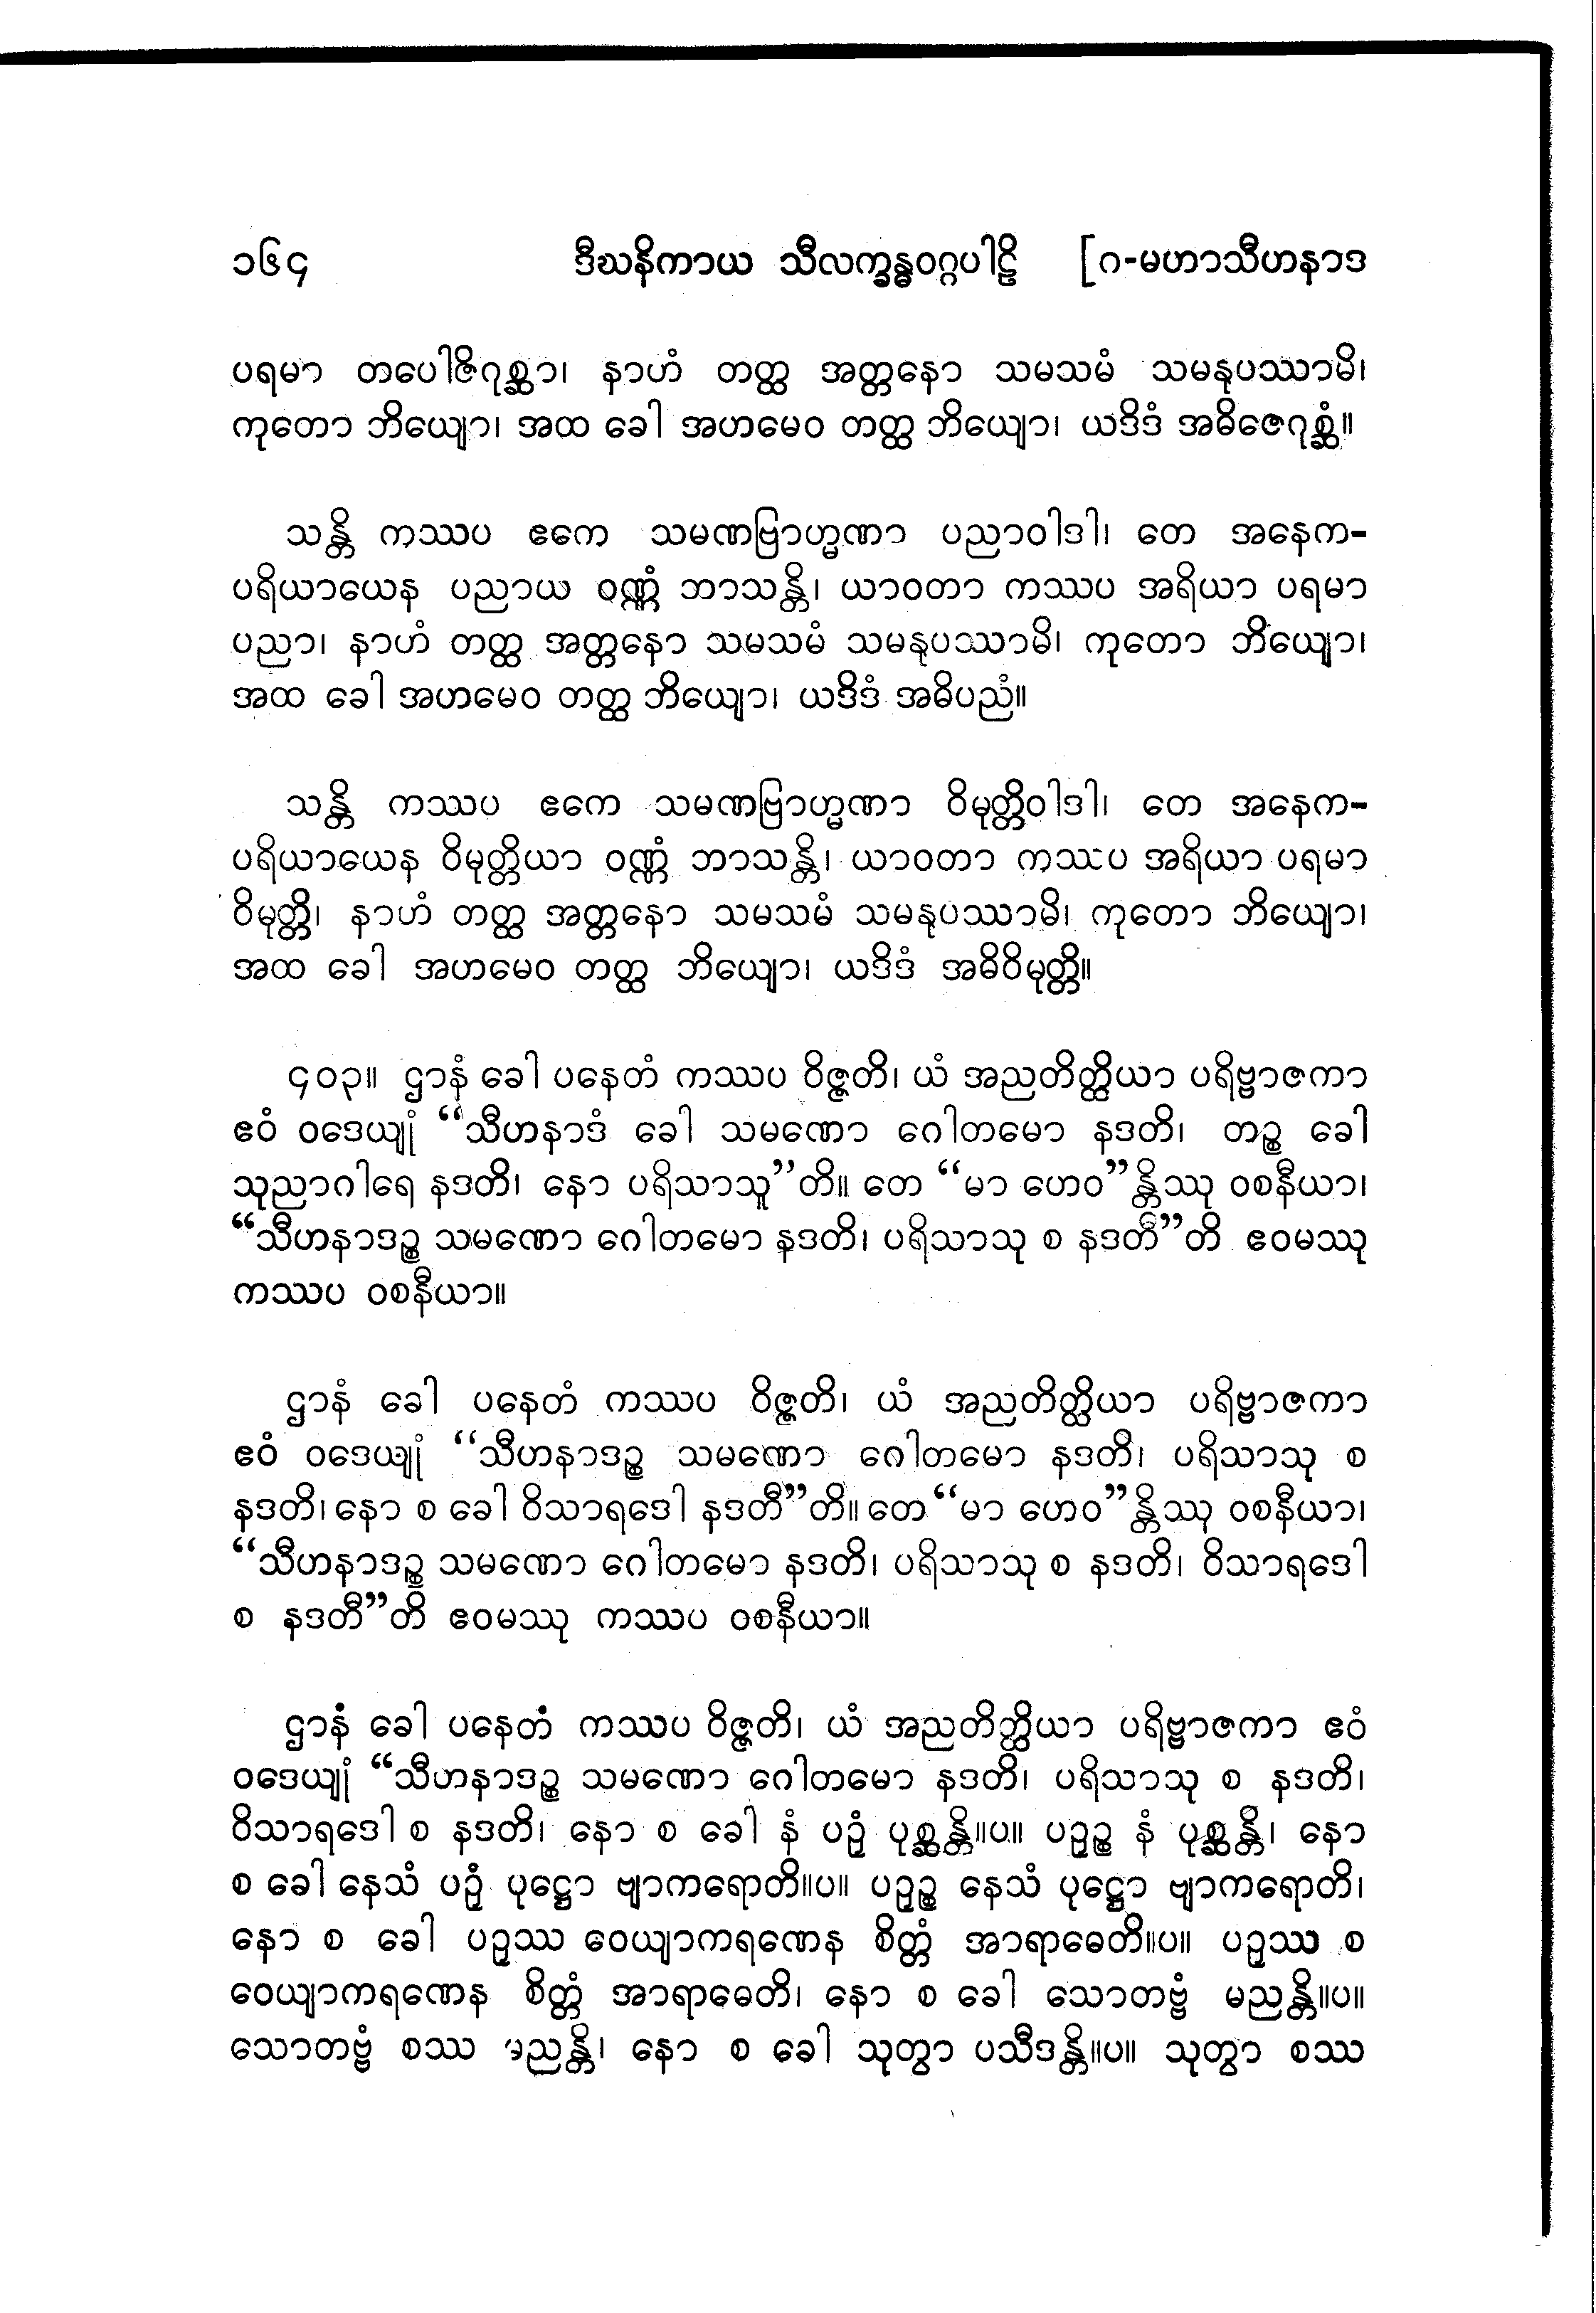 ၁၆၄ ဒီဃနိကာယ သီလက္ခန္ဓဝဂ္ဂပါဠိ [ဂ-မဟာသီဟနာဒ
ပရမာ တပေါဇိဂုစ္ဆာ၊ နာဟံ တတ္ထ အတ္တနော သမသမံ သမနုပဿာမိ၊
ကုတော ဘိယျော၊ အထ ခေါ အဟမေဝ တတ္ထ ဘိယျော၊ ယဒိဒံ အဓိဇေဂုစ္ဆံ။
သန္တိ ကဿပ ဧကေ သမဏဗြာဟ္မဏာ ပညာဝါဒါ၊ တေ အနေက-
ပရိယာယေန ပညာယ ဝဏ္ဏံ ဘာသန္တိ၊ ယာဝတာ ကဿပ အရိယာ ပရမာ
ပညာ၊ နာဟံ တတ္ထ အတ္တနော သမသမံ သမနုပဿာမိ၊ ကုတော ဘိယျော၊
အထ ခေါ အဟမေဝ တတ္ထ ဘိယျော၊ ယဒိဒံ အဓိပညံ။
သန္တိ ကဿပ ဧကေ သမဏဗြာဟ္မဏာ ဝိမုတ္တိဝါဒါ၊ တေ အနေက-
ပရိယာယေန ဝိမုတ္တိယာ ဝဏ္ဏံ ဘာသန္တိ၊ ယာဝတာ ကဿပ အရိယာ ပရမာ
ဝိမုတ္တိ၊ နာဟံ တတ္ထ အတ္တနော သမသမံ သမနုပဿာမိ၊ ကုတော ဘိယျော၊
အထ ခေါ အဟမေဝ တတ္ထ ဘိယျော၊ ယဒိဒံ အဓိဝိမုတ္တိ။
၄၀၃။ ဌာနံ ခေါ ပနေတံ ကဿပ ဝိဇ္ဇတိ၊ ယံ အညတိတ္ထိယာ ပရိဗ္ဗာဇကာ
ဧဝံ ဝဒေယျုံ “သီဟနာဒံ ခေါ သမဏော ဂေါတမော နဒတိ၊ တဉ္စ ခေါ
သုညာဂါရေ နဒတိ၊ နော ပရိသာသူ”တိ။ တေ “မာ ဟေဝ”န္တိဿု ဝစနီယာ၊
“သီဟနာဒဉ္စ သမဏော ဂေါတမော နဒတိ၊ ပရိသာသု စ နဒတီ”တိ ဧဝမဿု
ကဿပ ဝစနီယာ။
ဌာနံ ခေါ ပနေတံ ကဿပ ဝိဇ္ဇတိ၊ ယံ အညတိတ္ထိယာ ပရိဗ္ဗာဇကာ
ဧဝံ ဝဒေယျုံ “သီဟနာဒဉ္စ သမဏော ဂေါတမော နဒတိ၊ ပရိသာသု စ
နဒတိ၊ နော စ ခေါ ဝိသာရဒေါ နဒတီ”တိ။ တေ “မာ ဟေဝ”န္တိဿု ဝစနီယာ၊
“သီဟနာဒဉ္စ သမဏော ဂေါတမော နဒတိ၊ ပရိသာသု စ နဒတိ၊ ဝိသာရဒေါ
စ နဒတီ”တိ ဧဝမဿု ကဿပ ဝစနီယာ။
ဌာနံ ခေါ ပနေတံ ကဿပ ဝိဇ္ဇတိ၊ ယံ အညတိတ္ထိယာ ပရိဗ္ဗာဇကာ ဧဝံ
ဝဒေယျုံ “သီဟနာဒဉ္စ သမဏော ဂေါတမော နဒတိ၊ ပရိသာသု စ နဒတိ၊
ဝိသာရဒေါ စ နဒတိ၊ နော စ ခေါ နံ ပဉှံ ပုစ္ဆန္တိ။ပ။ ပဉှဉ္စ နံ ပုစ္ဆန္တိ၊ နော
စ ခေါ နေသံ ပဉှံ ပုဋ္ဌော ဗျာကရောတိ။ပ။ ပဉှဉ္စ နေသံ ပုဋ္ဌော ဗျာကရောတိ၊
နော စ ခေါ ပဉှဿ ဝေယျာကရဏေန စိတ္တံ အာရာဓေတိ။ပ။ ပဉှဿ စ
ဝေယျာကရဏေန စိတ္တံ အာရာဓေတိ၊ နော စ ခေါ သောတဗ္ဗံ မညန္တိ။ပ။
သောတဗ္ဗံ စဿ မညန္တိ၊ နော စ ခေါ သုတွာ ပသီဒန္တိ။ပ။ သုတွာ စဿ